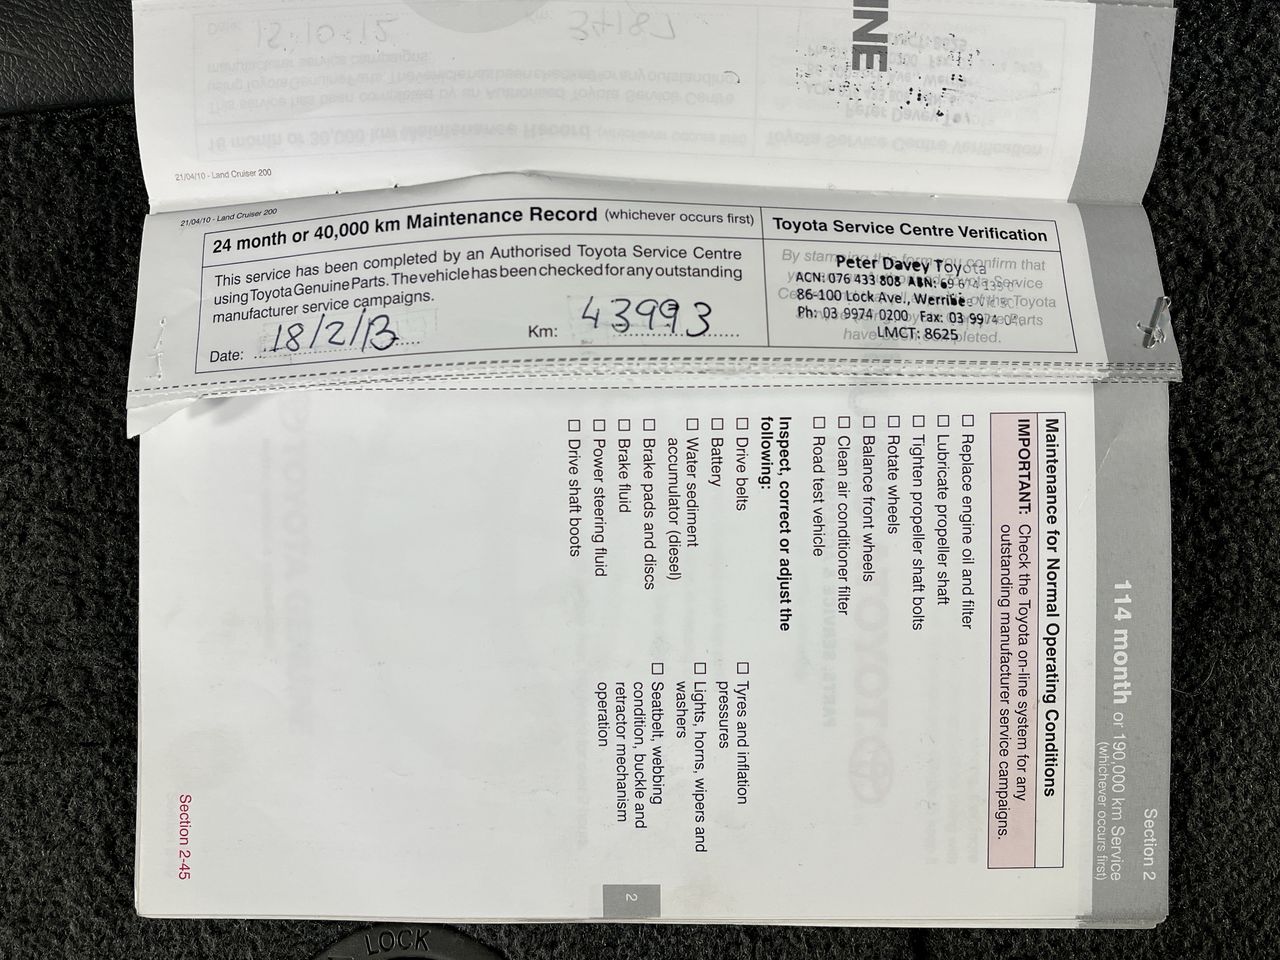 21/04/10 - Land Cruiser 200
21/04/10 - Land Cruiser 200
24 month or 40,000 km Maintenance Record (whichever occurs first)
This service has been completed by an Authorised Toyota Service Centre
using Toyota Genuine Parts. The vehicle has been checked for any outstanding
manufacturer service campaigns.
Date: 18/2/13 Km: 43993
Toyota Service Centre Verification
Peter Davey Toyota
ACN: 076 433 808 ABN:
86-100 Lock Ave, Werribee
Ph: 03 9974 0200 Fax: 03 9974
LMCT: 8625
Section 2
114 month or 190,000 km Service
(whichever occurs first)
Maintenance for Normal Operating Conditions
IMPORTANT: Check the Toyota on-line system for any
outstanding manufacturer service campaigns.
☐ Replace engine oil and filter
☐ Lubricate propeller shaft
☐ Tighten propeller shaft bolts
☐ Rotate wheels
☐ Balance front wheels
☐ Clean air conditioner filter
☐ Road test vehicle
Inspect, correct or adjust the
following:
☐ Drive belts
☐ Battery
☐ Water sediment
accumulator (diesel)
☐ Brake pads and discs
☐ Brake fluid
☐ Power steering fluid
☐ Drive shaft boots
☐ Tyres and inflation
pressures
☐ Lights, horns, wipers and
washers
☐ Seatbelt, webbing
condition, buckle and
retractor mechanism
operation
2
Section 2-45
LOCK